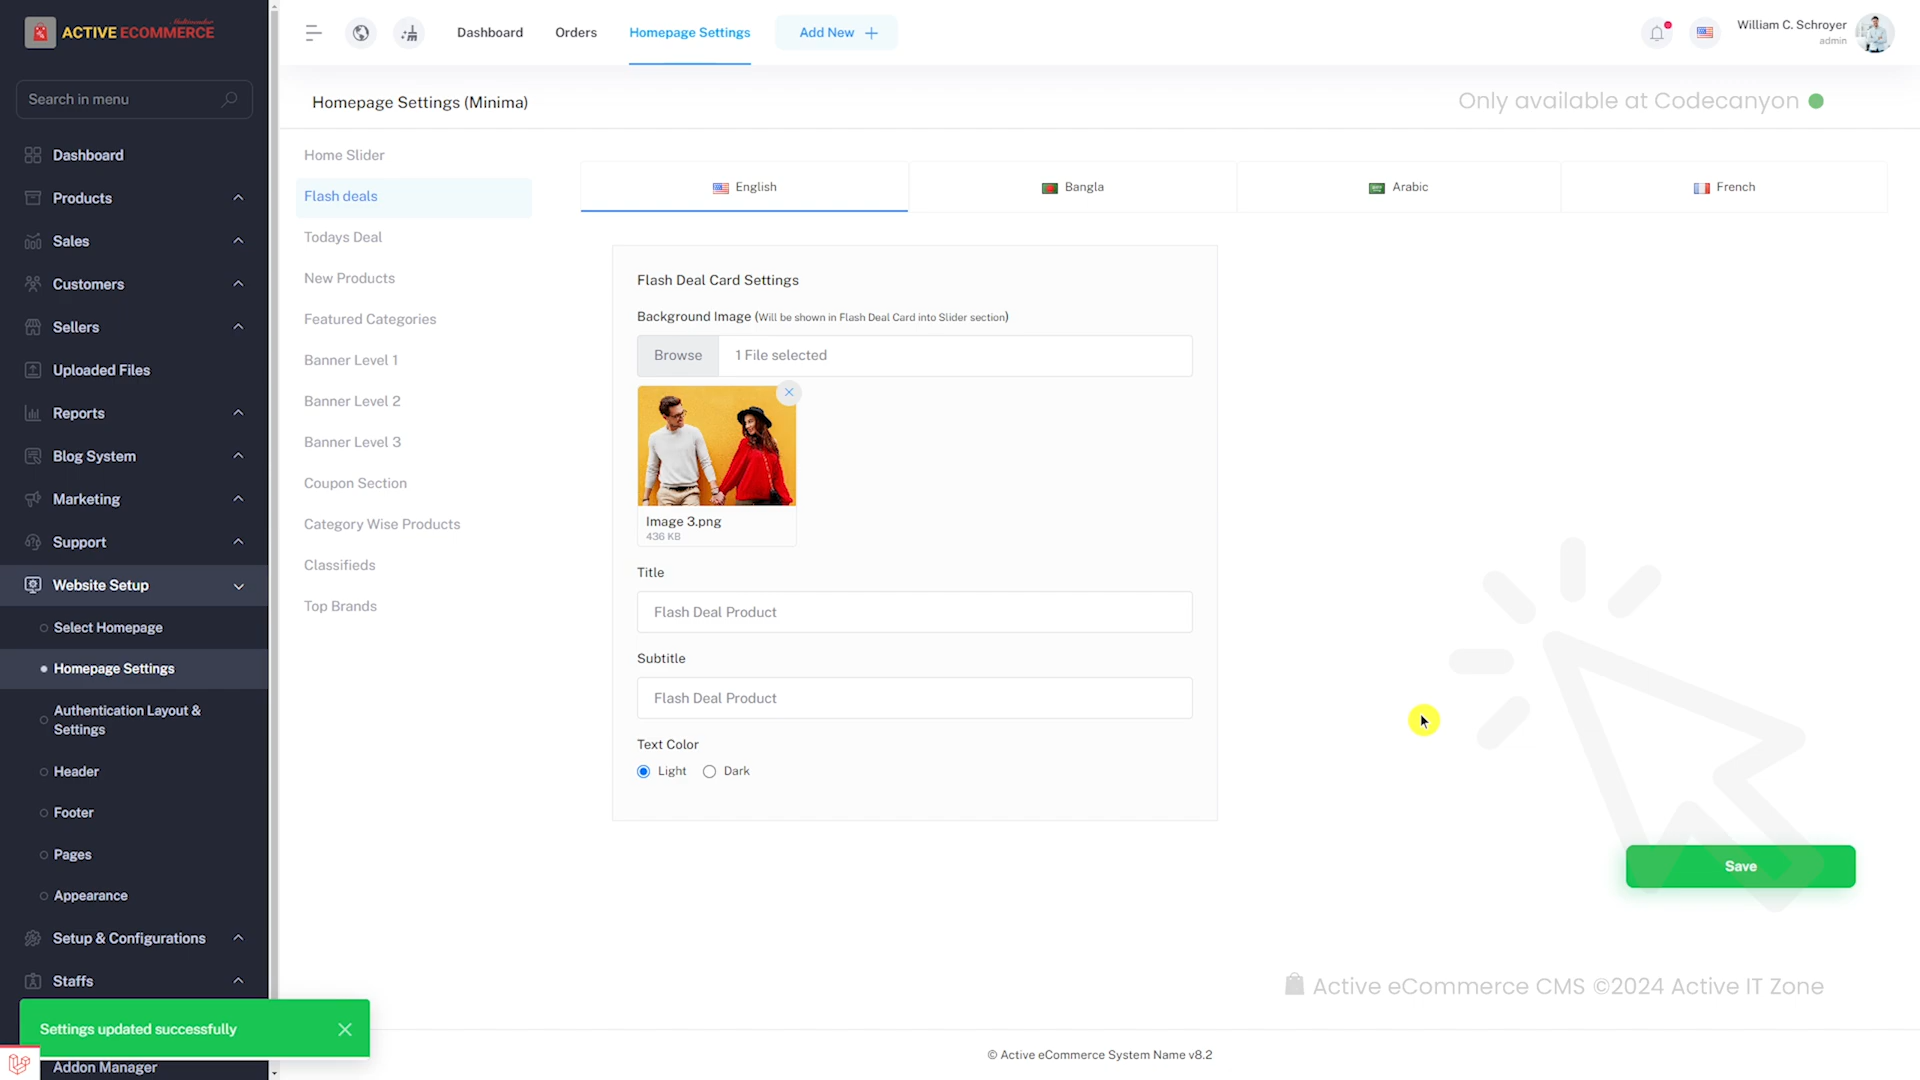 Multivendor
ACTIVE ECOMMERCE
Search in menu
Dashboard
Products
Sales
Customers
Sellers
Uploaded Files
Reports
Blog System
Marketing
Support
Website Setup
Select Homepage
Homepage Settings
Authentication Layout &
Settings
Header
Footer
Pages
Appearance
Setup & Configurations
Staffs
Settings updated successfully
Addon Manager
Dashboard
Orders
Homepage Settings
Add New
William C. Schroyer
admin
Homepage Settings (Minima)
Only available at Codecanyon
Home Slider
Flash deals
Todays Deal
New Products
Featured Categories
Banner Level 1
Banner Level 2
Banner Level 3
Coupon Section
Category Wise Products
Classifieds
Top Brands
English
Bangla
Arabic
French
Flash Deal Card Settings
Background Image (Will be shown in Flash Deal Card into Slider section)
Browse
1 File selected
Image 3.png
436 KB
Title
Flash Deal Product
Subtitle
Flash Deal Product
Text Color
Light
Dark
Save
Active eCommerce CMS ©2024 Active IT Zone
© Active eCommerce System Name v8.2